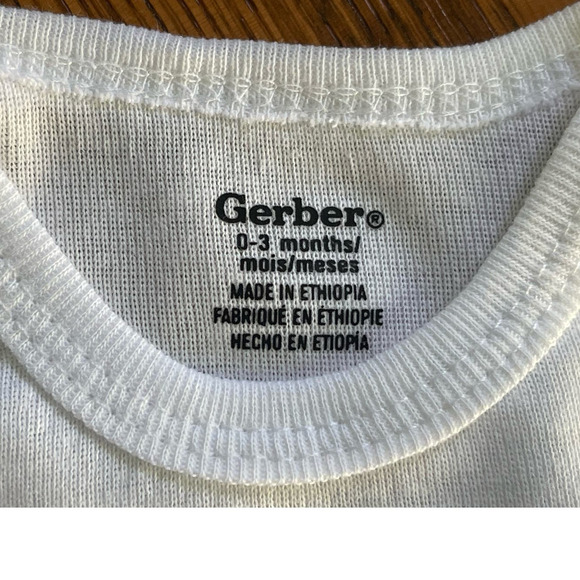 Gerber®
0-3 months/
mois/meses
MADE IN ETHIOPIA
FABRIQUE EN ETHIOPIE
HECHO EN ETIOPIA